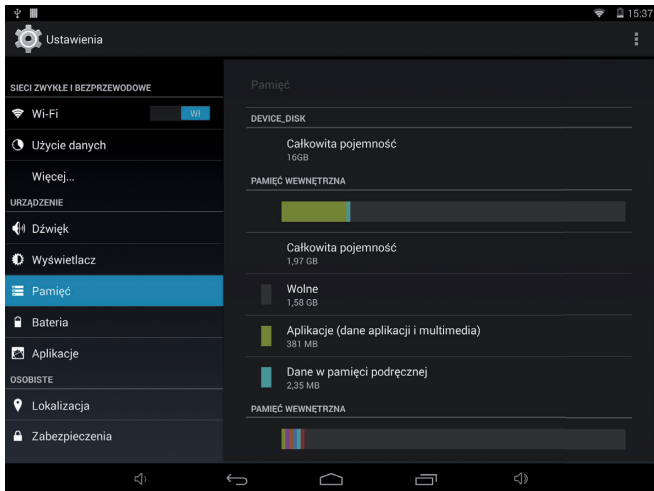 15:37
Ustawienia
SIECI ZWYKŁE I BEZPRZEWODOWE
Wi-Fi
WŁ
Użycie danych
Więcej...
URZĄDZENIE
Dźwięk
Wyświetlacz
Pamięć
Bateria
Aplikacje
OSOBISTE
Lokalizacja
Zabezpieczenia
Pamięć
DEVICE_DISK
Całkowita pojemność
16GB
PAMIĘĆ WEWNĘTRZNA
Całkowita pojemność
1,97 GB
Wolne
1,58 GB
Aplikacje (dane aplikacji i multimedia)
381 MB
Dane w pamięci podręcznej
2,35 MB
PAMIĘĆ WEWNĘTRZNA